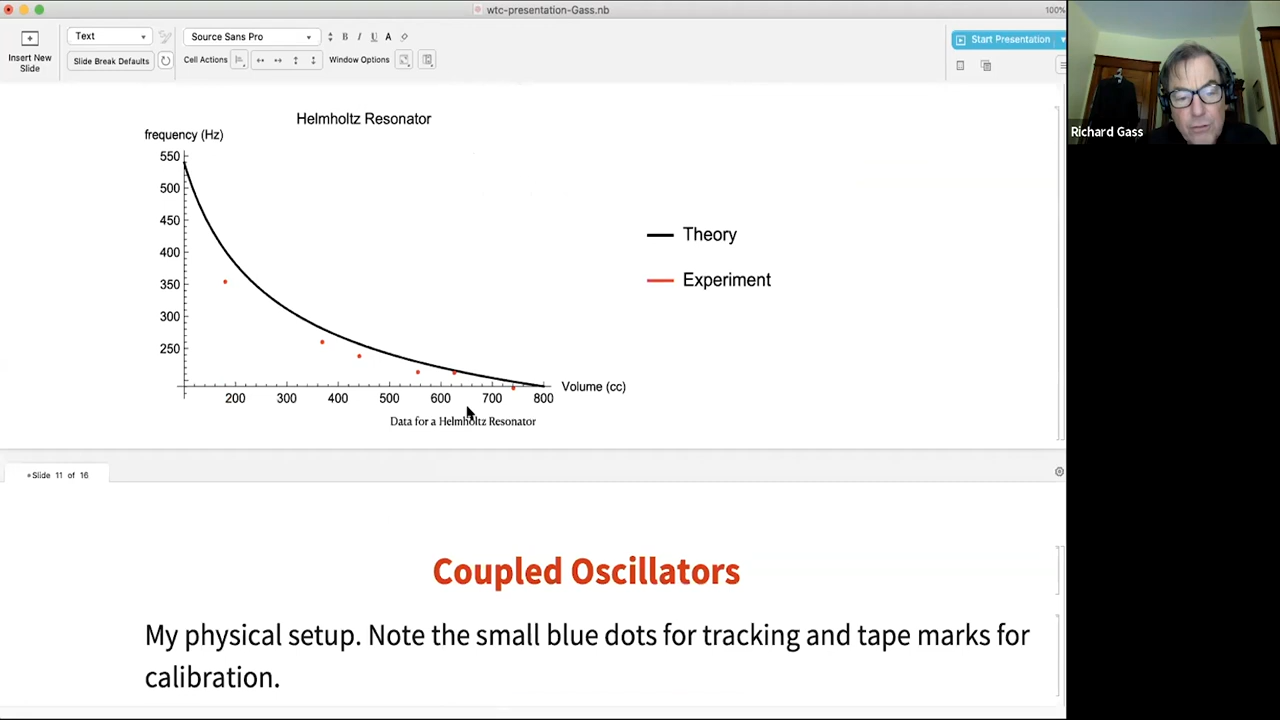 wtc-presentation-Gass.nb
100%
Insert New
Slide
Text
Source Sans Pro
B I U A
Start Presentation
Slide Break Defaults
Cell Actions
Window Options
Richard Gass
Helmholtz Resonator
frequency (Hz)
550
500
450
400
350
300
250
Theory
Experiment
200 300 400 500 600 700 800
Volume (cc)
Data for a Helmholtz Resonator
Slide 11 of 16
Coupled Oscillators
My physical setup. Note the small blue dots for tracking and tape marks for
calibration.